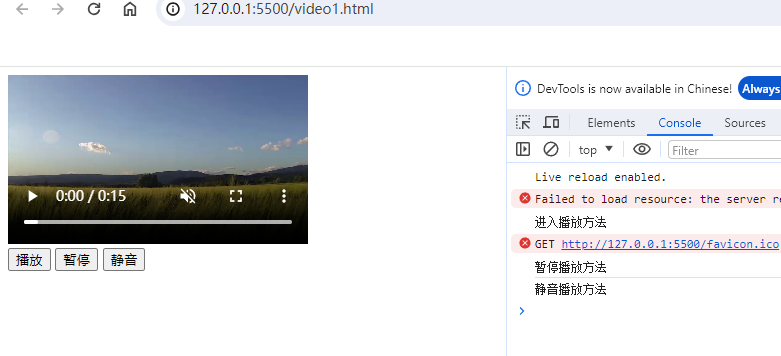 127.0.0.1:5500/video1.html
DevTools is now available in Chinese! Always
Elements Console Sources
top Filter
Live reload enabled.
Failed to load resource: the server re
进入播放方法
GET http://127.0.0.1:5500/favicon.ico
暂停播放方法
静音播放方法
0:00 / 0:15
播放 暂停 静音